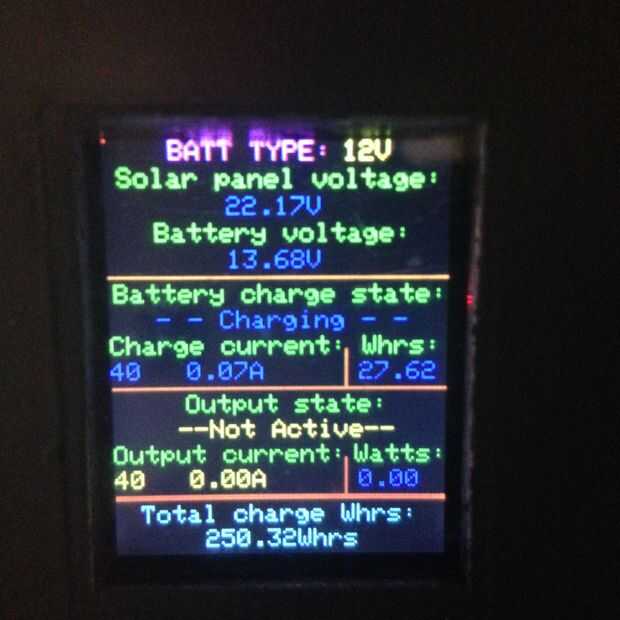 BATT TYPE: 12V
Solar panel voltage:
22.17V
Battery voltage:
13.68V
Battery charge state:
- - Charging - -
Charge current: Whrs:
40 0.07A 27.62
Output state:
--Not Active--
Output current: Watts:
40 0.00A 0.00
Total charge Whrs:
250.32Whrs